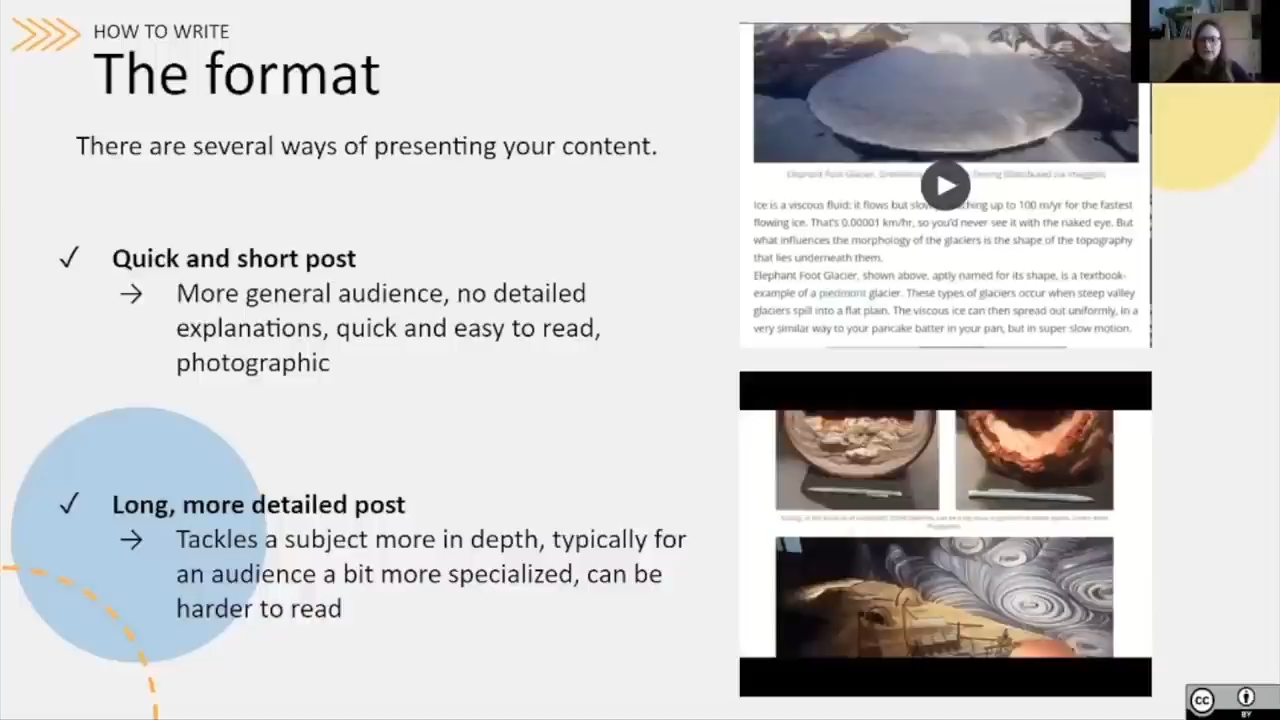 HOW TO WRITE
The format
There are several ways of presenting your content.
✓ Quick and short post
→ More general audience, no detailed
explanations, quick and easy to read,
photographic
✓ Long, more detailed post
→ Tackles a subject more in depth, typically for
an audience a bit more specialized, can be
harder to read
Elephant Foot Glacier,
Ice is a viscous fluid: it flows but up to 100 m/yr for the fastest
flowing ice. That's 0.00001 km/hr, so you'd never see it with the naked eye. But
what influences the morphology of the glaciers is the shape of the topography
that lies underneath them.
Elephant Foot Glacier, shown above, aptly named for its shape, is a textbook-
example of a piedmont glacier. These types of glaciers occur when steep valley
glaciers spill into a flat plain. The viscous ice can then spread out uniformly, in a
very similar way to your pancake batter in your pan, but in super slow motion.
cc
BY